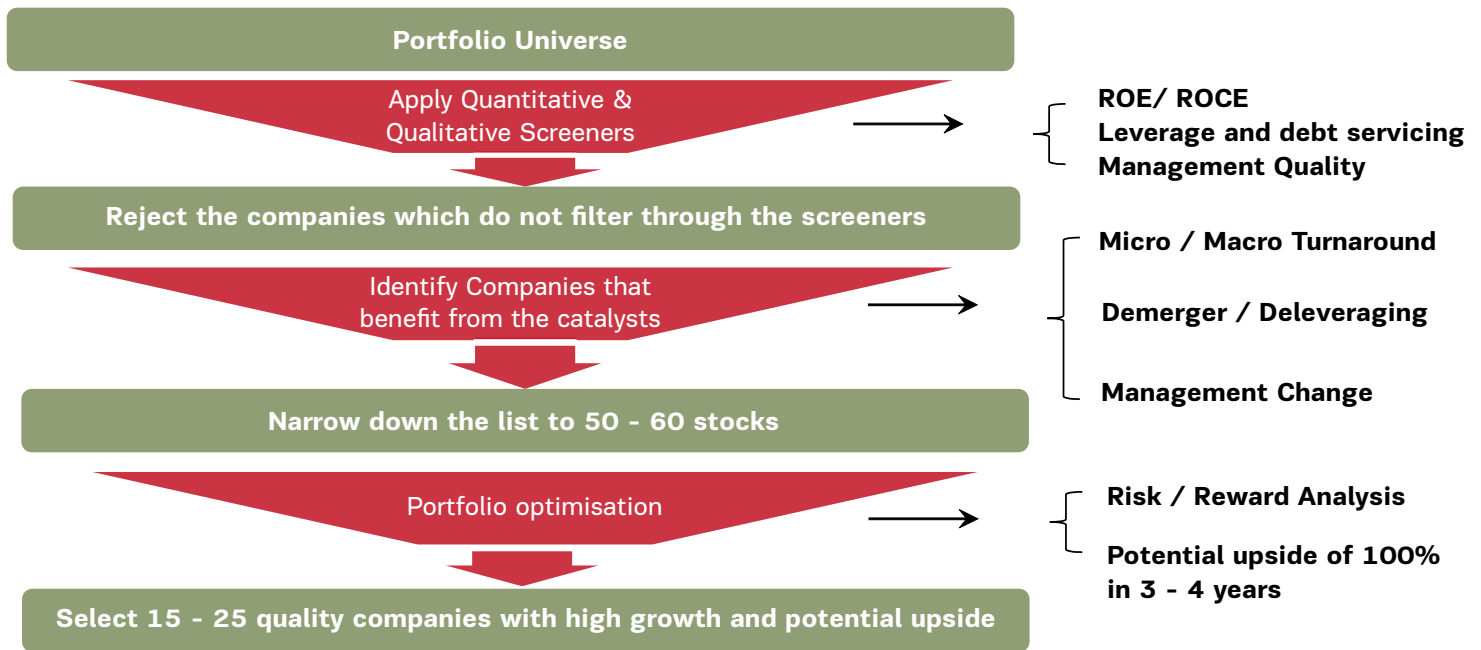 Portfolio Universe
Apply Quantitative &
Qualitative Screeners
ROE/ ROCE
Leverage and debt servicing
Management Quality
Reject the companies which do not filter through the screeners
Identify Companies that
benefit from the catalysts
Micro / Macro Turnaround
Demerger / Deleveraging
Management Change
Narrow down the list to 50 - 60 stocks
Portfolio optimisation
Risk / Reward Analysis
Potential upside of 100%
in 3 - 4 years
Select 15 - 25 quality companies with high growth and potential upside